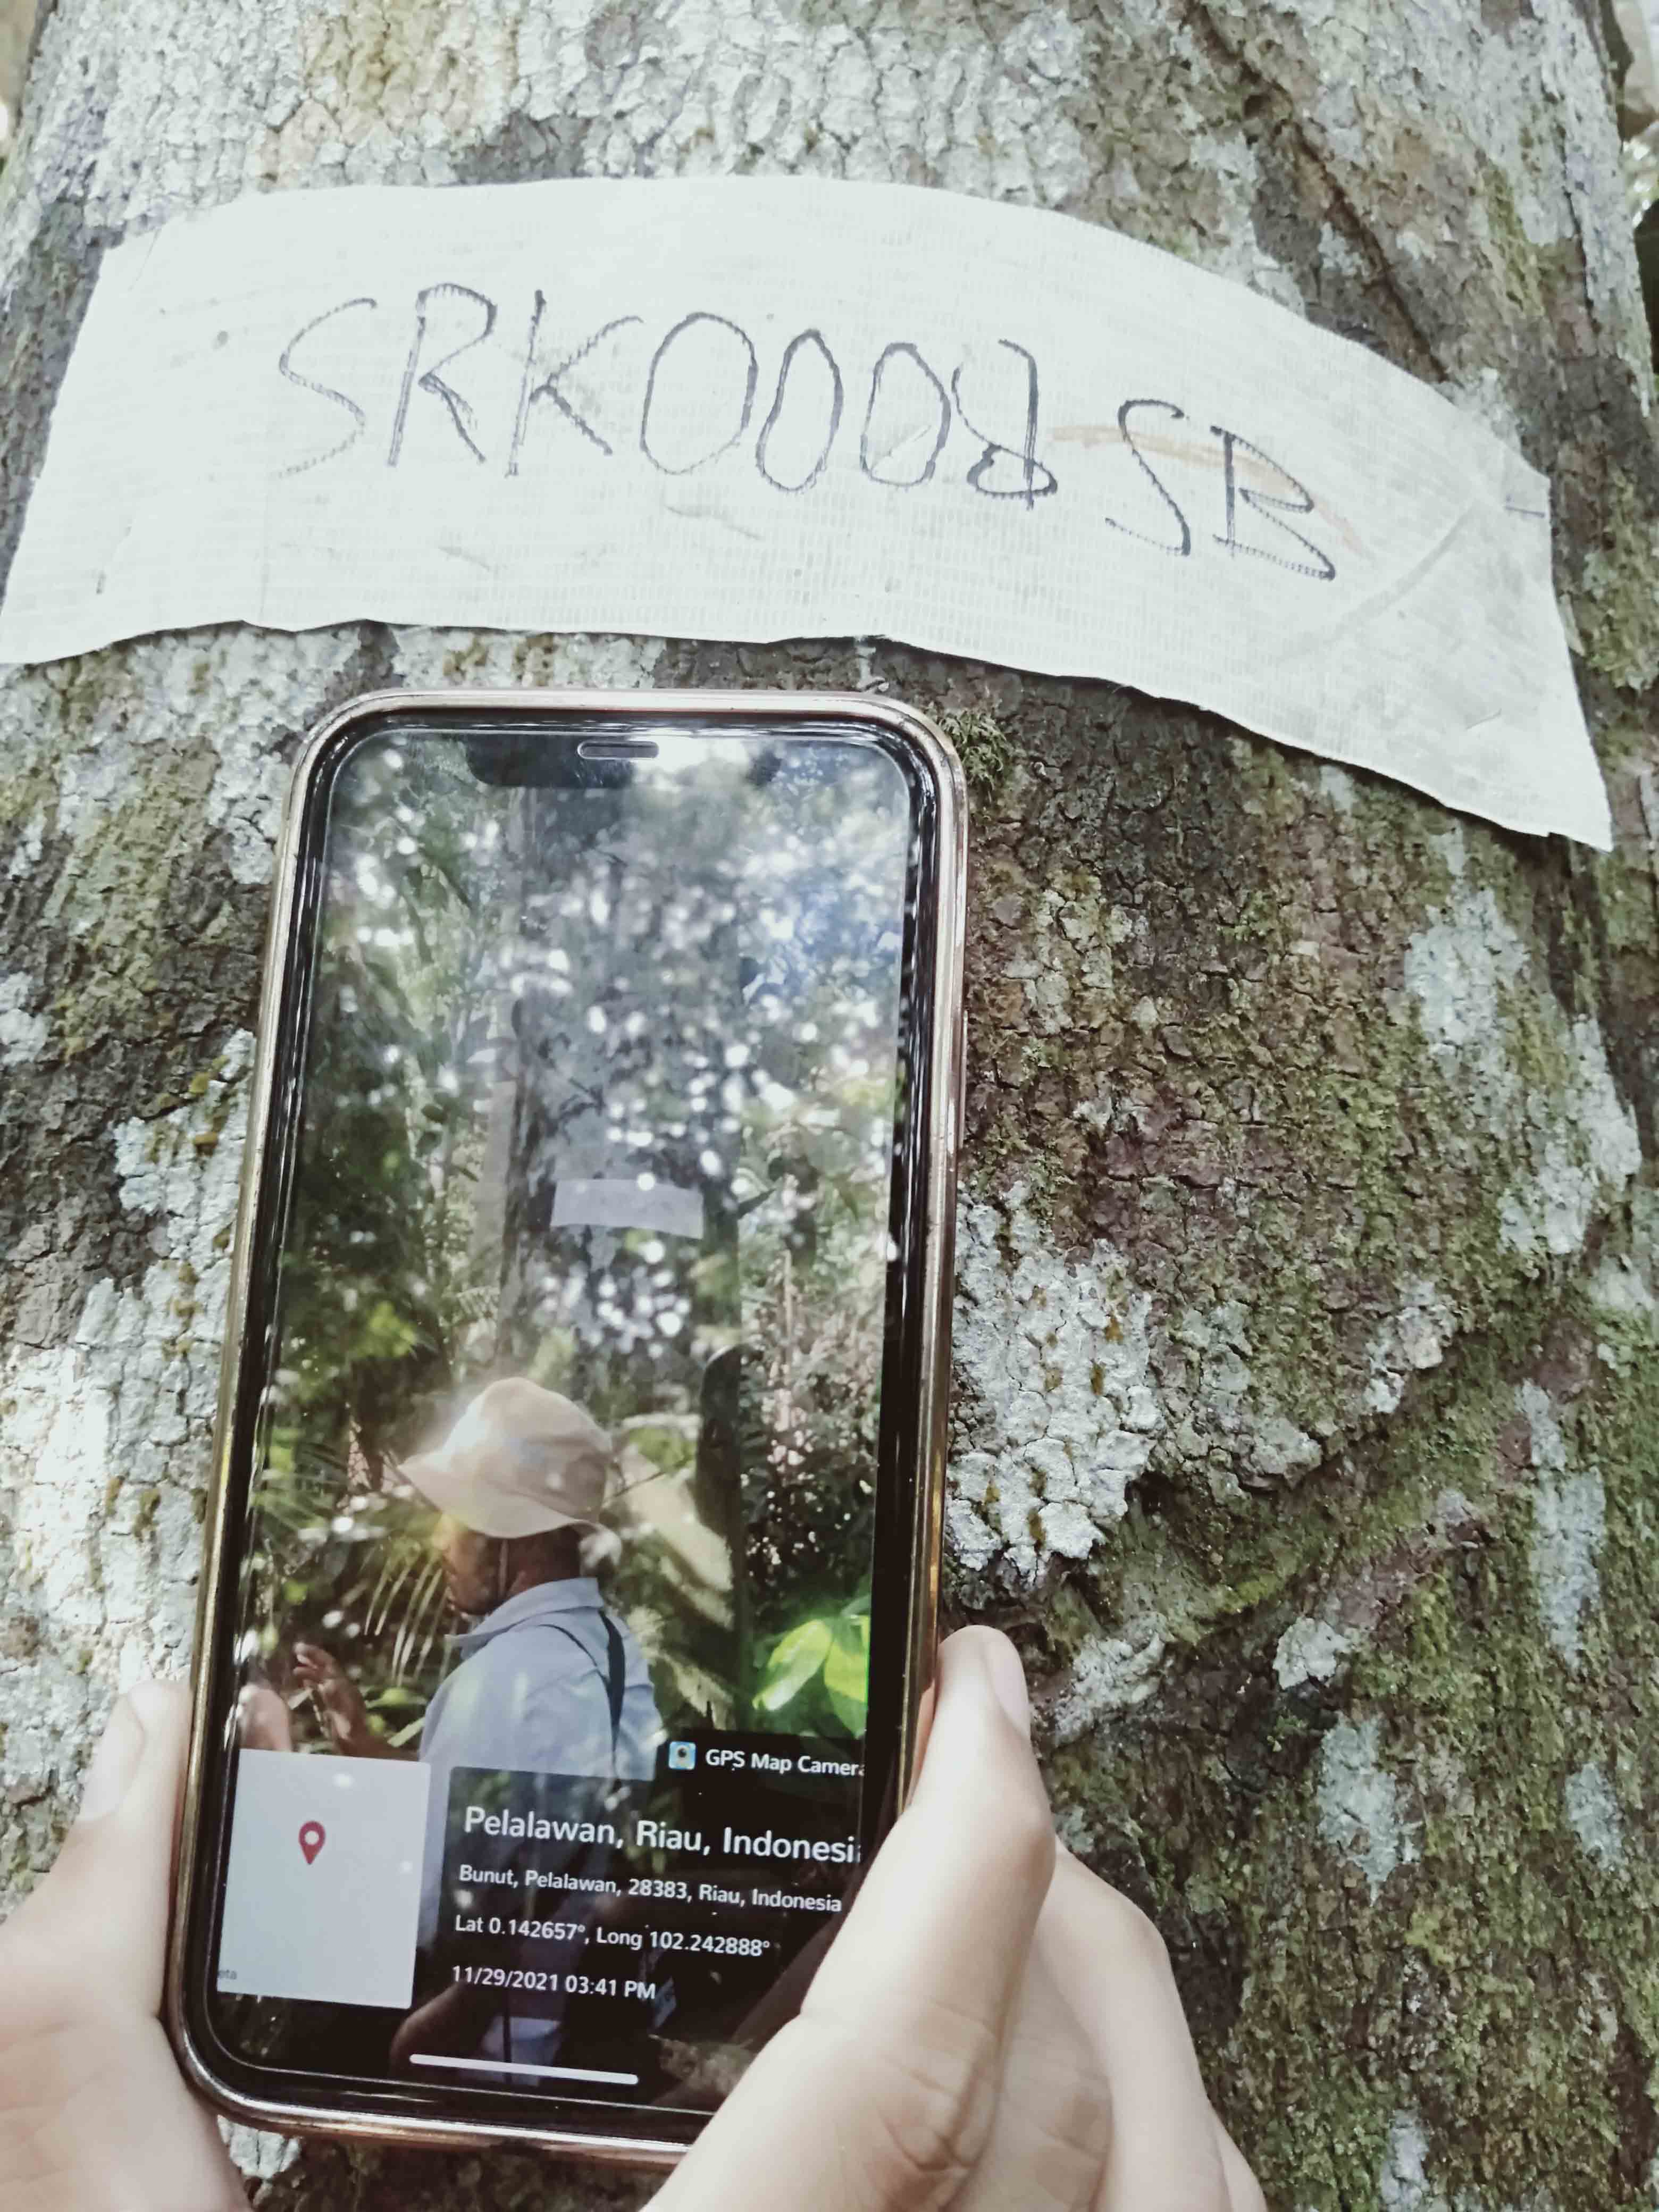 SRK0008 SB
GPS Map Camera
Pelalawan, Riau, Indonesi
Bunut, Pelalawan, 28383, Riau, Indonesia
Lat 0.142657°, Long 102.242888°
11/29/2021 03:41 PM